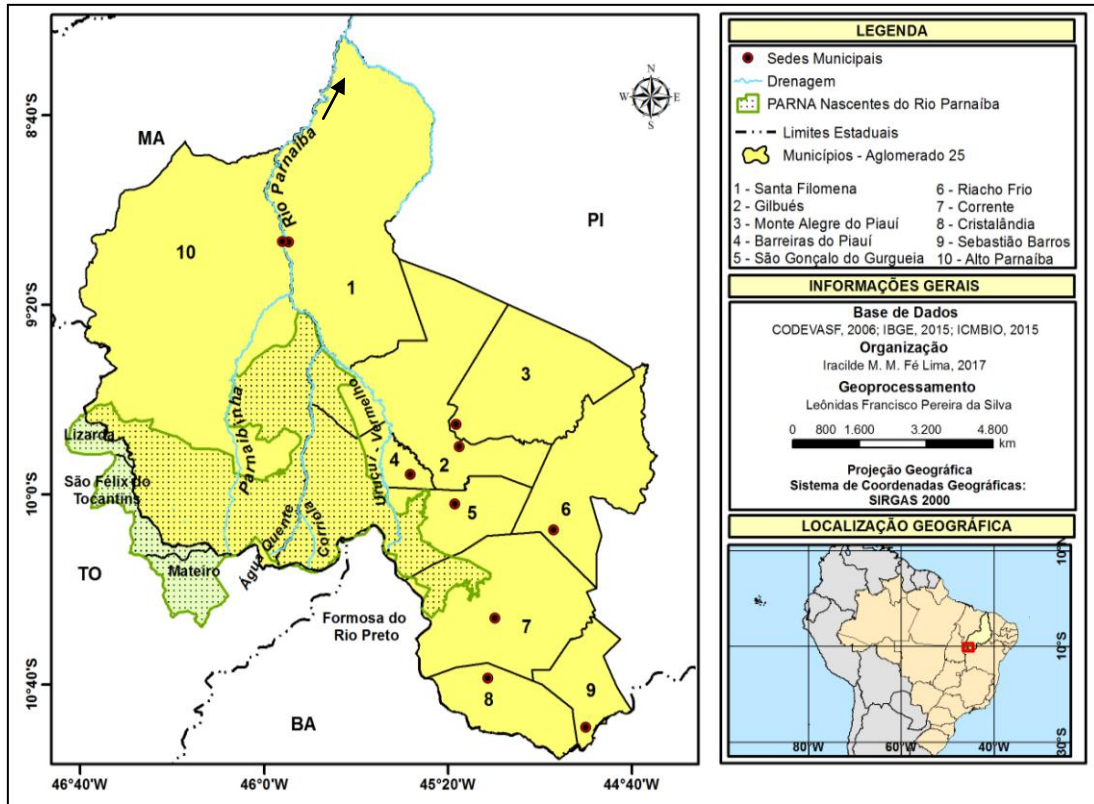 8°40'S
9°20'S
10°0'S
10°40'S
46°40'W
46°0'W
45°20'W
44°40'W
MA
PI
TO
BA
N
W
E
S
Rio Parnaíba
10
1
3
Parnaibinha
Uruçuí Vermelho
Lizarda
São Félix do
Tocantins
4
2
5
6
Água Quente
Corriola
Mateiro
Formosa do
Rio Preto
7
8
9
LEGENDA
Sedes Municipais
Drenagem
PARNA Nascentes do Rio Parnaíba
Limites Estaduais
Municípios - Aglomerado 25
1 - Santa Filomena
2 - Gilbués
3 - Monte Alegre do Piauí
4 - Barreiras do Piauí
5 - São Gonçalo do Gurgueia
6 - Riacho Frio
7 - Corrente
8 - Cristalândia
9 - Sebastião Barros
10 - Alto Parnaíba
INFORMAÇÕES GERAIS
Base de Dados
CODEVASF, 2006; IBGE, 2015; ICMBIO, 2015
Organização
Iracilde M. M. Fé Lima, 2017
Geoprocessamento
Leônidas Francisco Pereira da Silva
0 800 1.600 3.200 4.800
km
Projeção Geográfica
Sistema de Coordenadas Geográficas:
SIRGAS 2000
LOCALIZAÇÃO GEOGRÁFICA
10°N
10°S
30°S
80°W
60°W
40°W